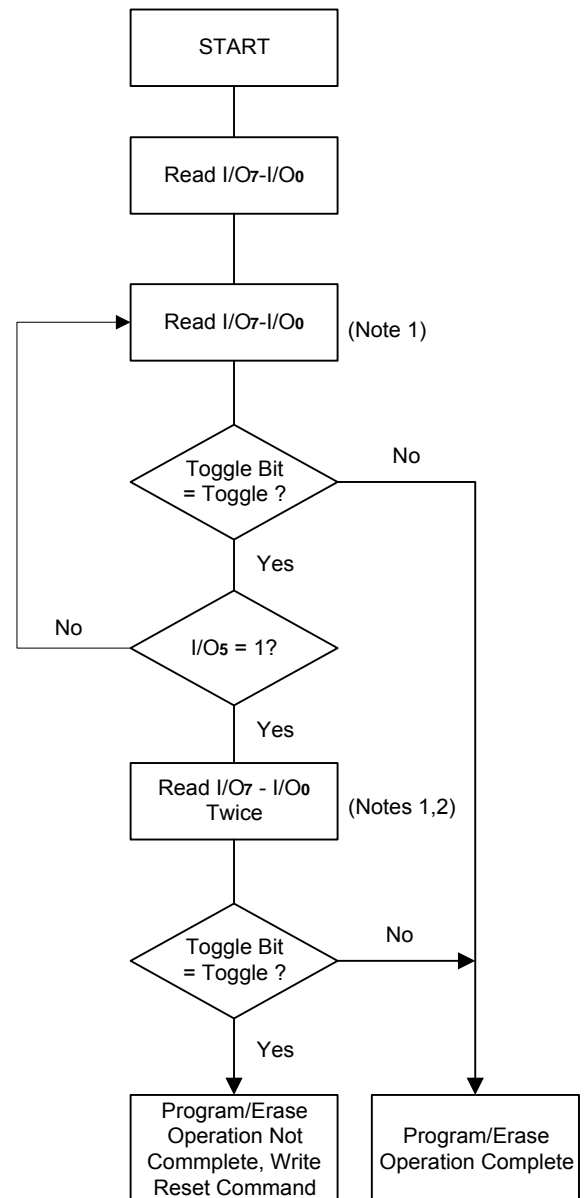 START
Read I/O7-I/O0
Read I/O7-I/O0
(Note 1)
Toggle Bit
= Toggle ?
No
Yes
No
I/O5 = 1?
Yes
Read I/O7 - I/O0
Twice
(Notes 1,2)
Toggle Bit
= Toggle ?
No
Yes
Program/Erase
Operation Not
Commplete, Write
Reset Command
Program/Erase
Operation Complete